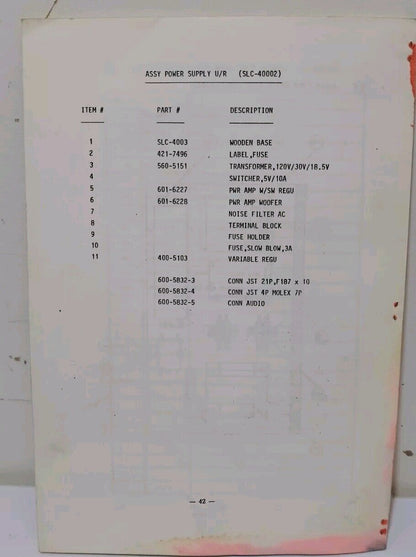 ASSY POWER SUPPLY U/R (SLC-40002)
ITEM # PART # DESCRIPTION
1 SLC-4003 WOODEN BASE
2 421-7496 LABEL,FUSE
3 560-5151 TRANSFORMER,120V/30V/18.5V
4 SWITCHER,5V/10A
5 601-6227 PWR AMP W/SW REGU
6 601-6228 PWR AMP WOOFER
7 NOISE FILTER AC
8 TERMINAL BLOCK
9 FUSE HOLDER
10 FUSE,SLOW BLOW,3A
11 400-5103 VARIABLE REGU
600-5832-3 CONN JST 21P,F187 x 10
600-5832-4 CONN JST 4P MOLEX 7P
600-5832-5 CONN AUDIO
— 42 —